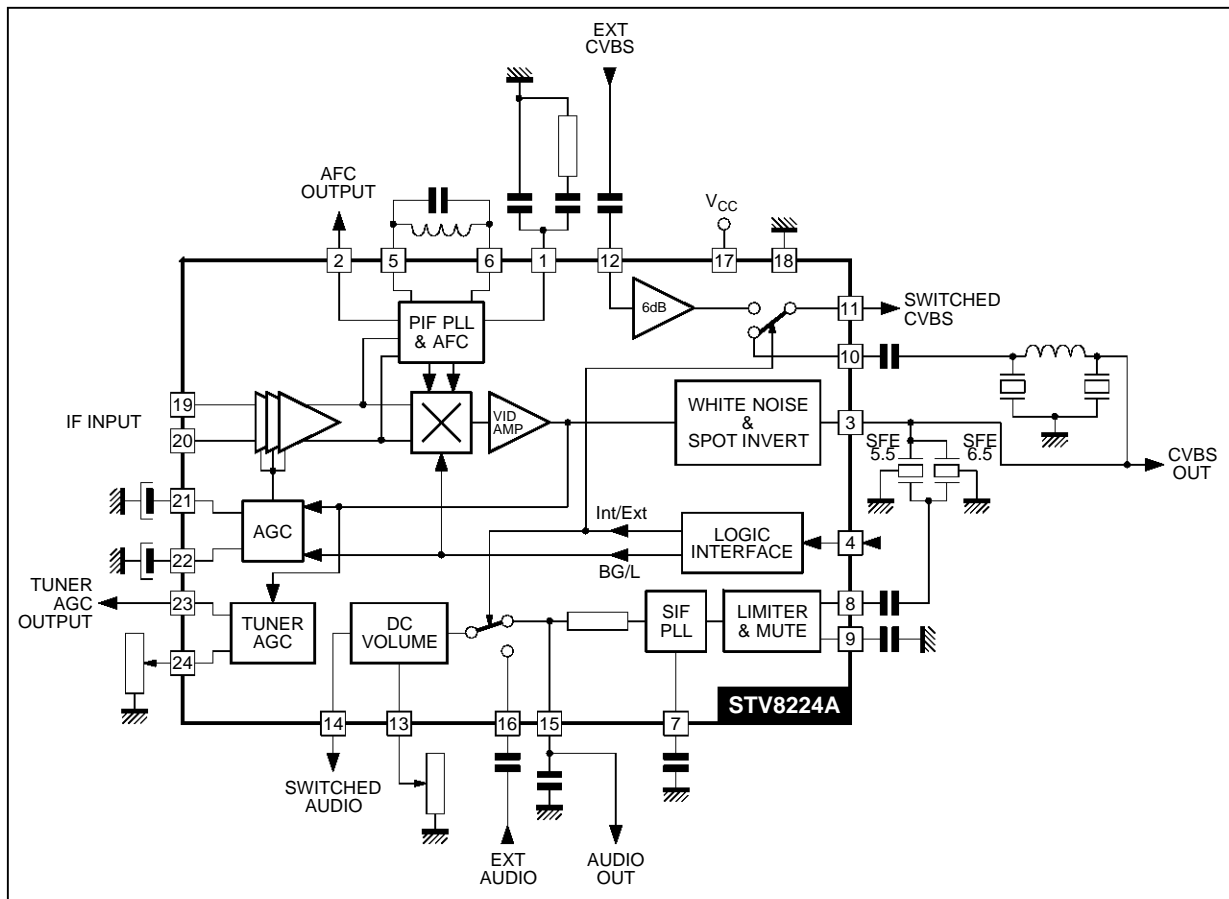 EXT
CVBS
AFC
OUTPUT
VCC
2
5
6
1
12
17
18
6dB
11
SWITCHED
CVBS
PIF PLL
& AFC
10
19
IF INPUT
20
VID
AMP
WHITE NOISE
&
SPOT INVERT
3
SFE
5.5
SFE
6.5
CVBS
OUT
21
AGC
22
Int/Ext
BG/L
LOGIC
INTERFACE
4
TUNER
AGC
OUTPUT
23
TUNER
AGC
24
DC
VOLUME
SIF
PLL
LIMITER
& MUTE
8
9
STV8224A
14
13
16
15
7
SWITCHED
AUDIO
EXT
AUDIO
AUDIO
OUT